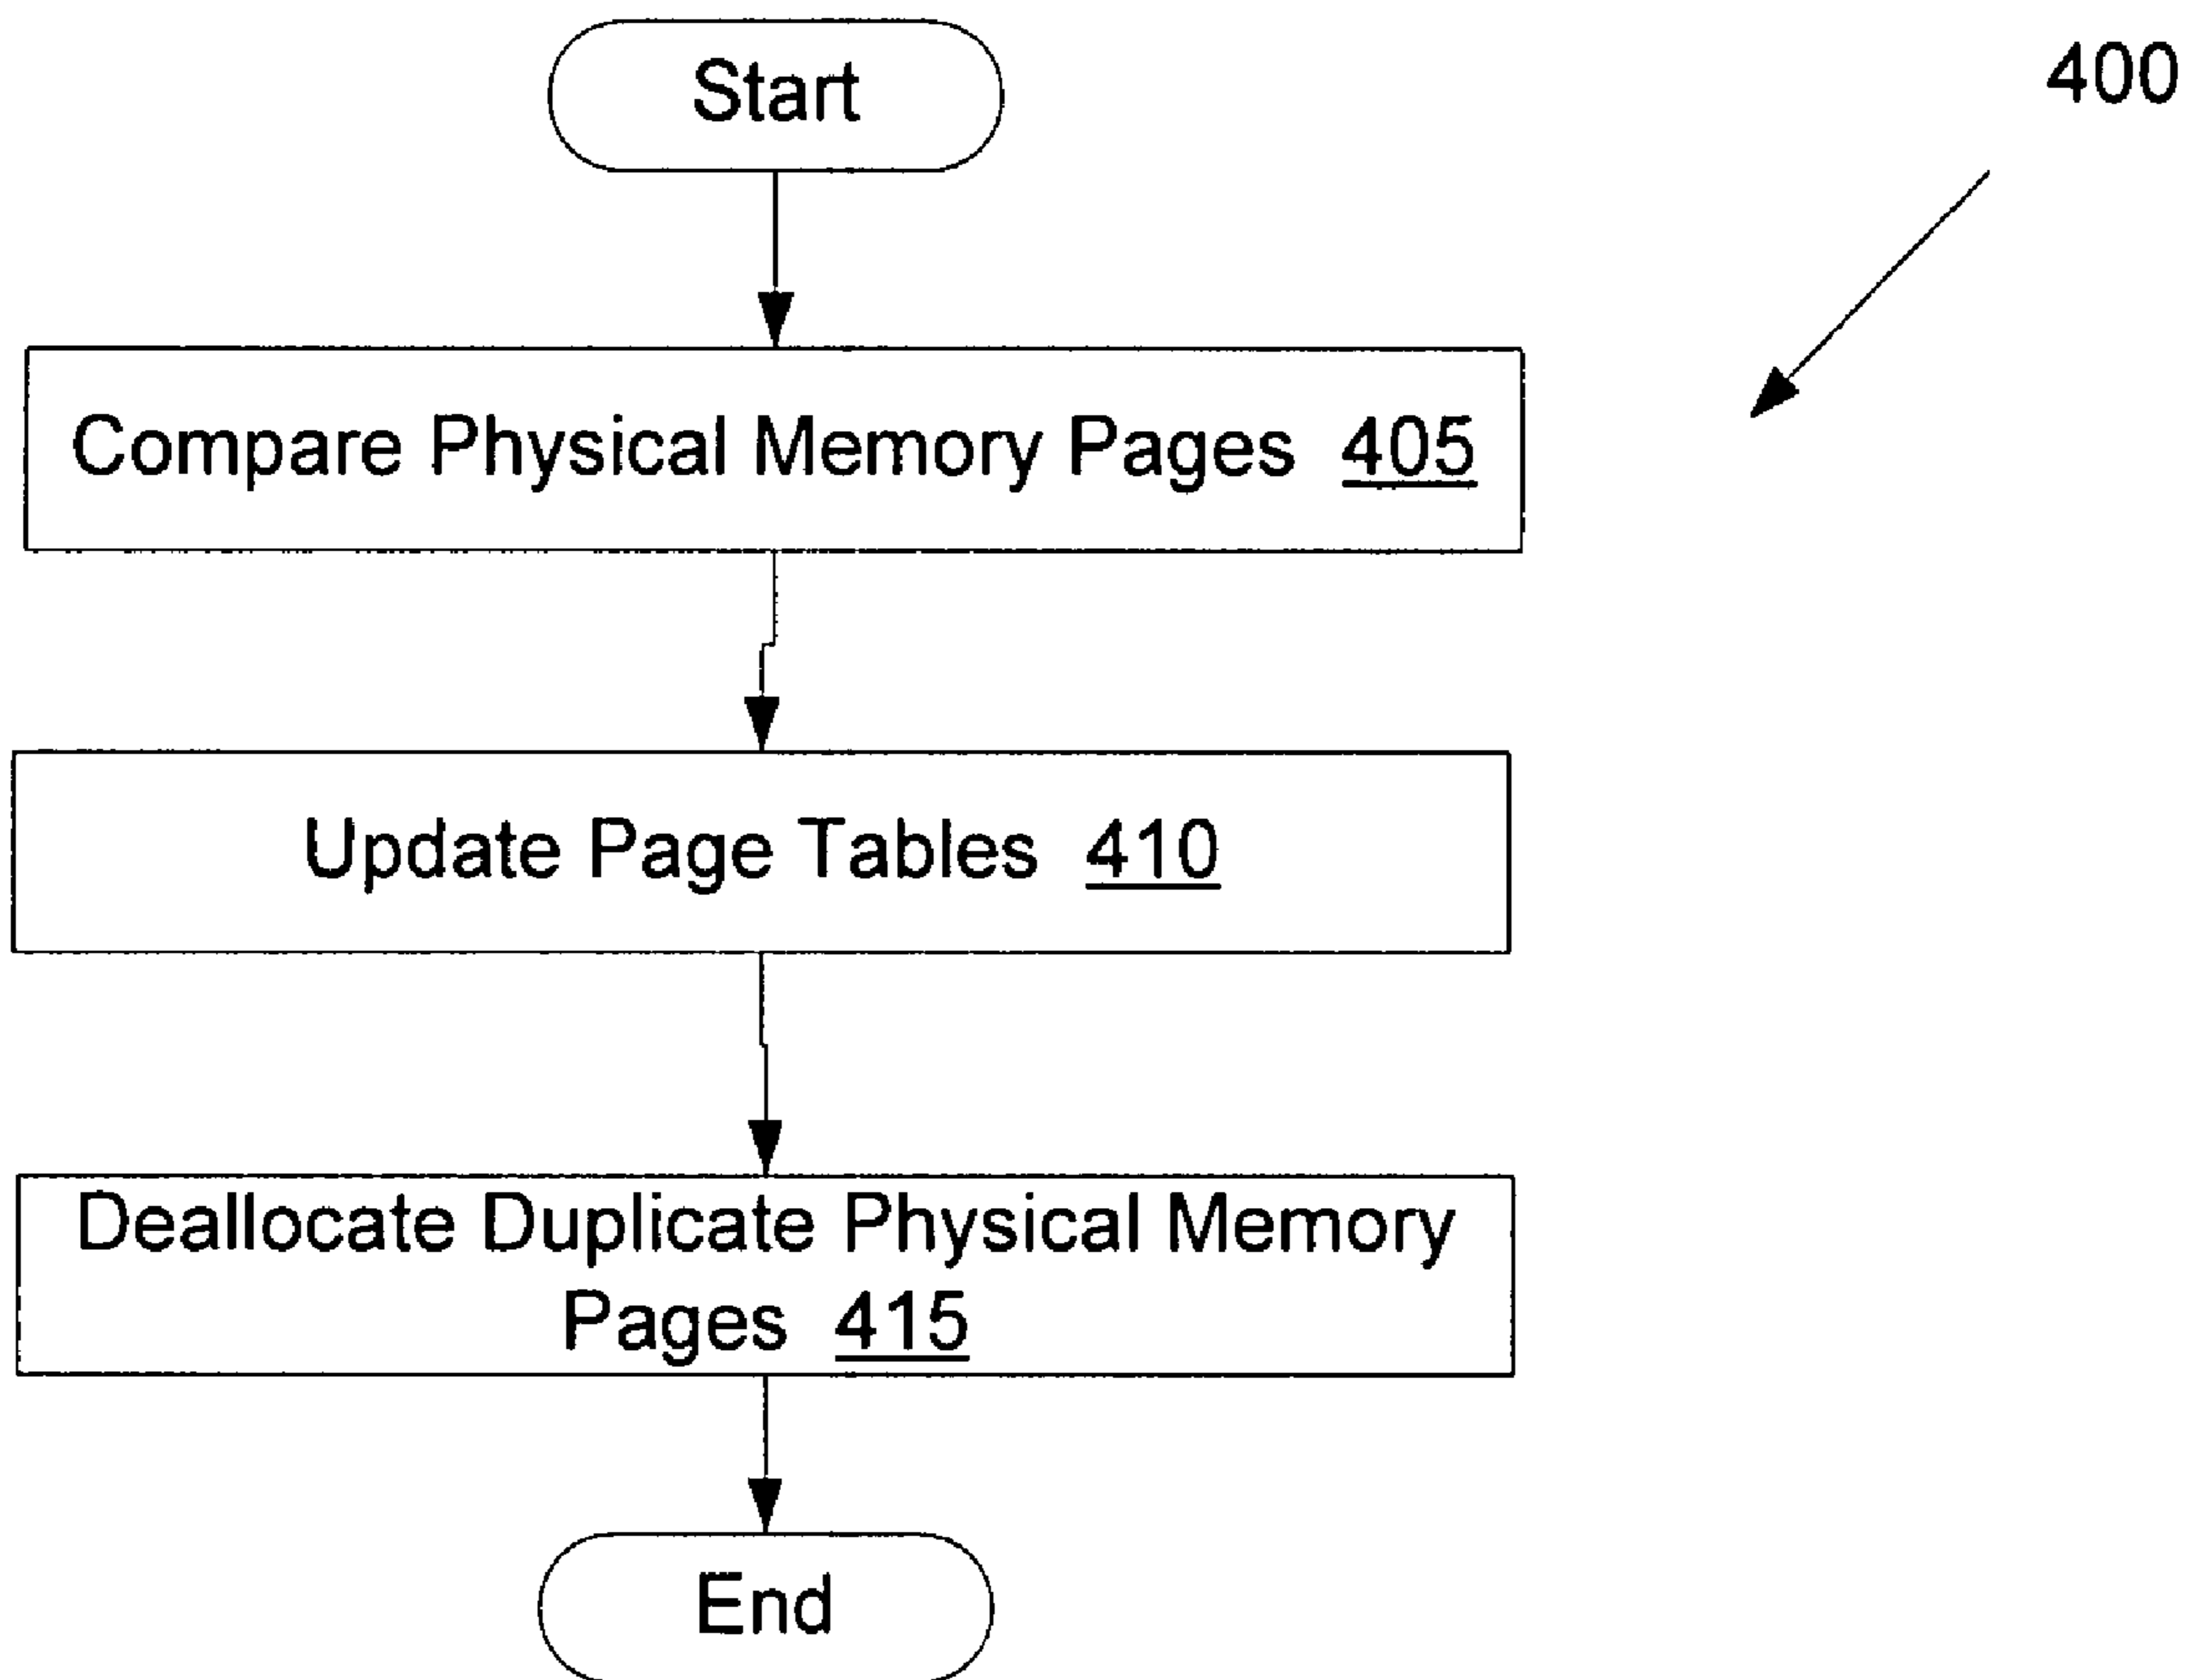 Start
400
Compare Physical Memory Pages 405
Update Page Tables 410
Deallocate Duplicate Physical Memory
Pages 415
End